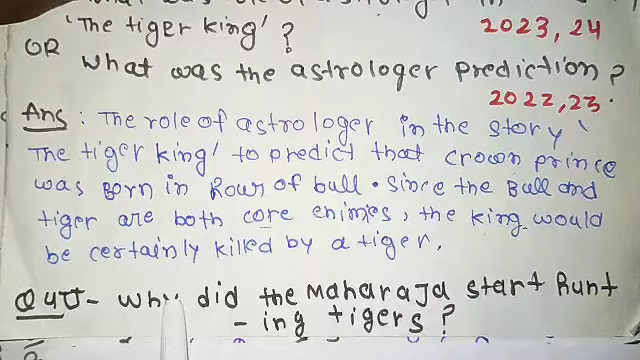 'The tiger king' ?
2023, 24
OR
What was the astrologer prediction ?
2022, 23.
Ans : The role of astrologer in the story '
The tiger king' to predict that crown prince
was Born in Hour of bull. Since the Bull and
tiger are both core enimies, the king would
be certainly killed by a tiger.
Why did the Maharaja start Hunt
- ing tigers ?